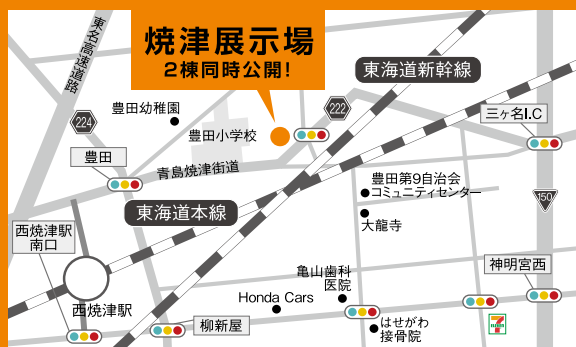 焼津展示場
2棟同時公開!
東名高速道路
東海道新幹線
豊田幼稚園
224
222
豊田小学校
三ヶ名I.C
豊田
青島焼津街道
豊田第9自治会
コミュニティセンター
150
東海道本線
大龍寺
西焼津駅
南口
神明宮西
亀山歯科
医院
西焼津駅
Honda Cars
柳新屋
はせがわ
接骨院
7
ELEVEn